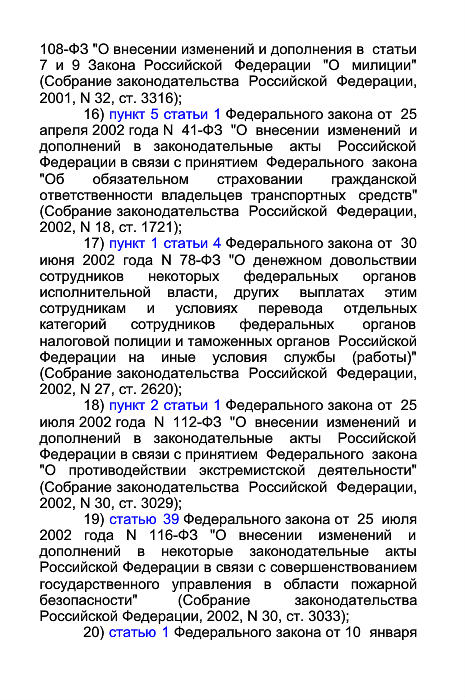 108-ФЗ "О внесении изменений и дополнения в статьи
7 и 9 Закона Российской Федерации "О милиции"
(Собрание законодательства Российской Федерации,
2001, N 32, ст. 3316);
16) пункт 5 статьи 1 Федерального закона от 25
апреля 2002 года N 41-ФЗ "О внесении изменений и
дополнений в законодательные акты Российской
Федерации в связи с принятием Федерального закона
"Об обязательном страховании гражданской
ответственности владельцев транспортных средств"
(Собрание законодательства Российской Федерации,
2002, N 18, ст. 1721);
17) пункт 1 статьи 4 Федерального закона от 30
июня 2002 года N 78-ФЗ "О денежном довольствии
сотрудников некоторых федеральных органов
исполнительной власти, других выплатах этим
сотрудникам и условиях перевода отдельных
категорий сотрудников федеральных органов
налоговой полиции и таможенных органов Российской
Федерации на иные условия службы (работы)"
(Собрание законодательства Российской Федерации,
2002, N 27, ст. 2620);
18) пункт 2 статьи 1 Федерального закона от 25
июля 2002 года N 112-ФЗ "О внесении изменений и
дополнений в законодательные акты Российской
Федерации в связи с принятием Федерального закона
"О противодействии экстремистской деятельности"
(Собрание законодательства Российской Федерации,
2002, N 30, ст. 3029);
19) статью 39 Федерального закона от 25 июля
2002 года N 116-ФЗ "О внесении изменений и
дополнений в некоторые законодательные акты
Российской Федерации в связи с совершенствованием
государственного управления в области пожарной
безопасности" (Собрание законодательства
Российской Федерации, 2002, N 30, ст. 3033);
20) статью 1 Федерального закона от 10 января